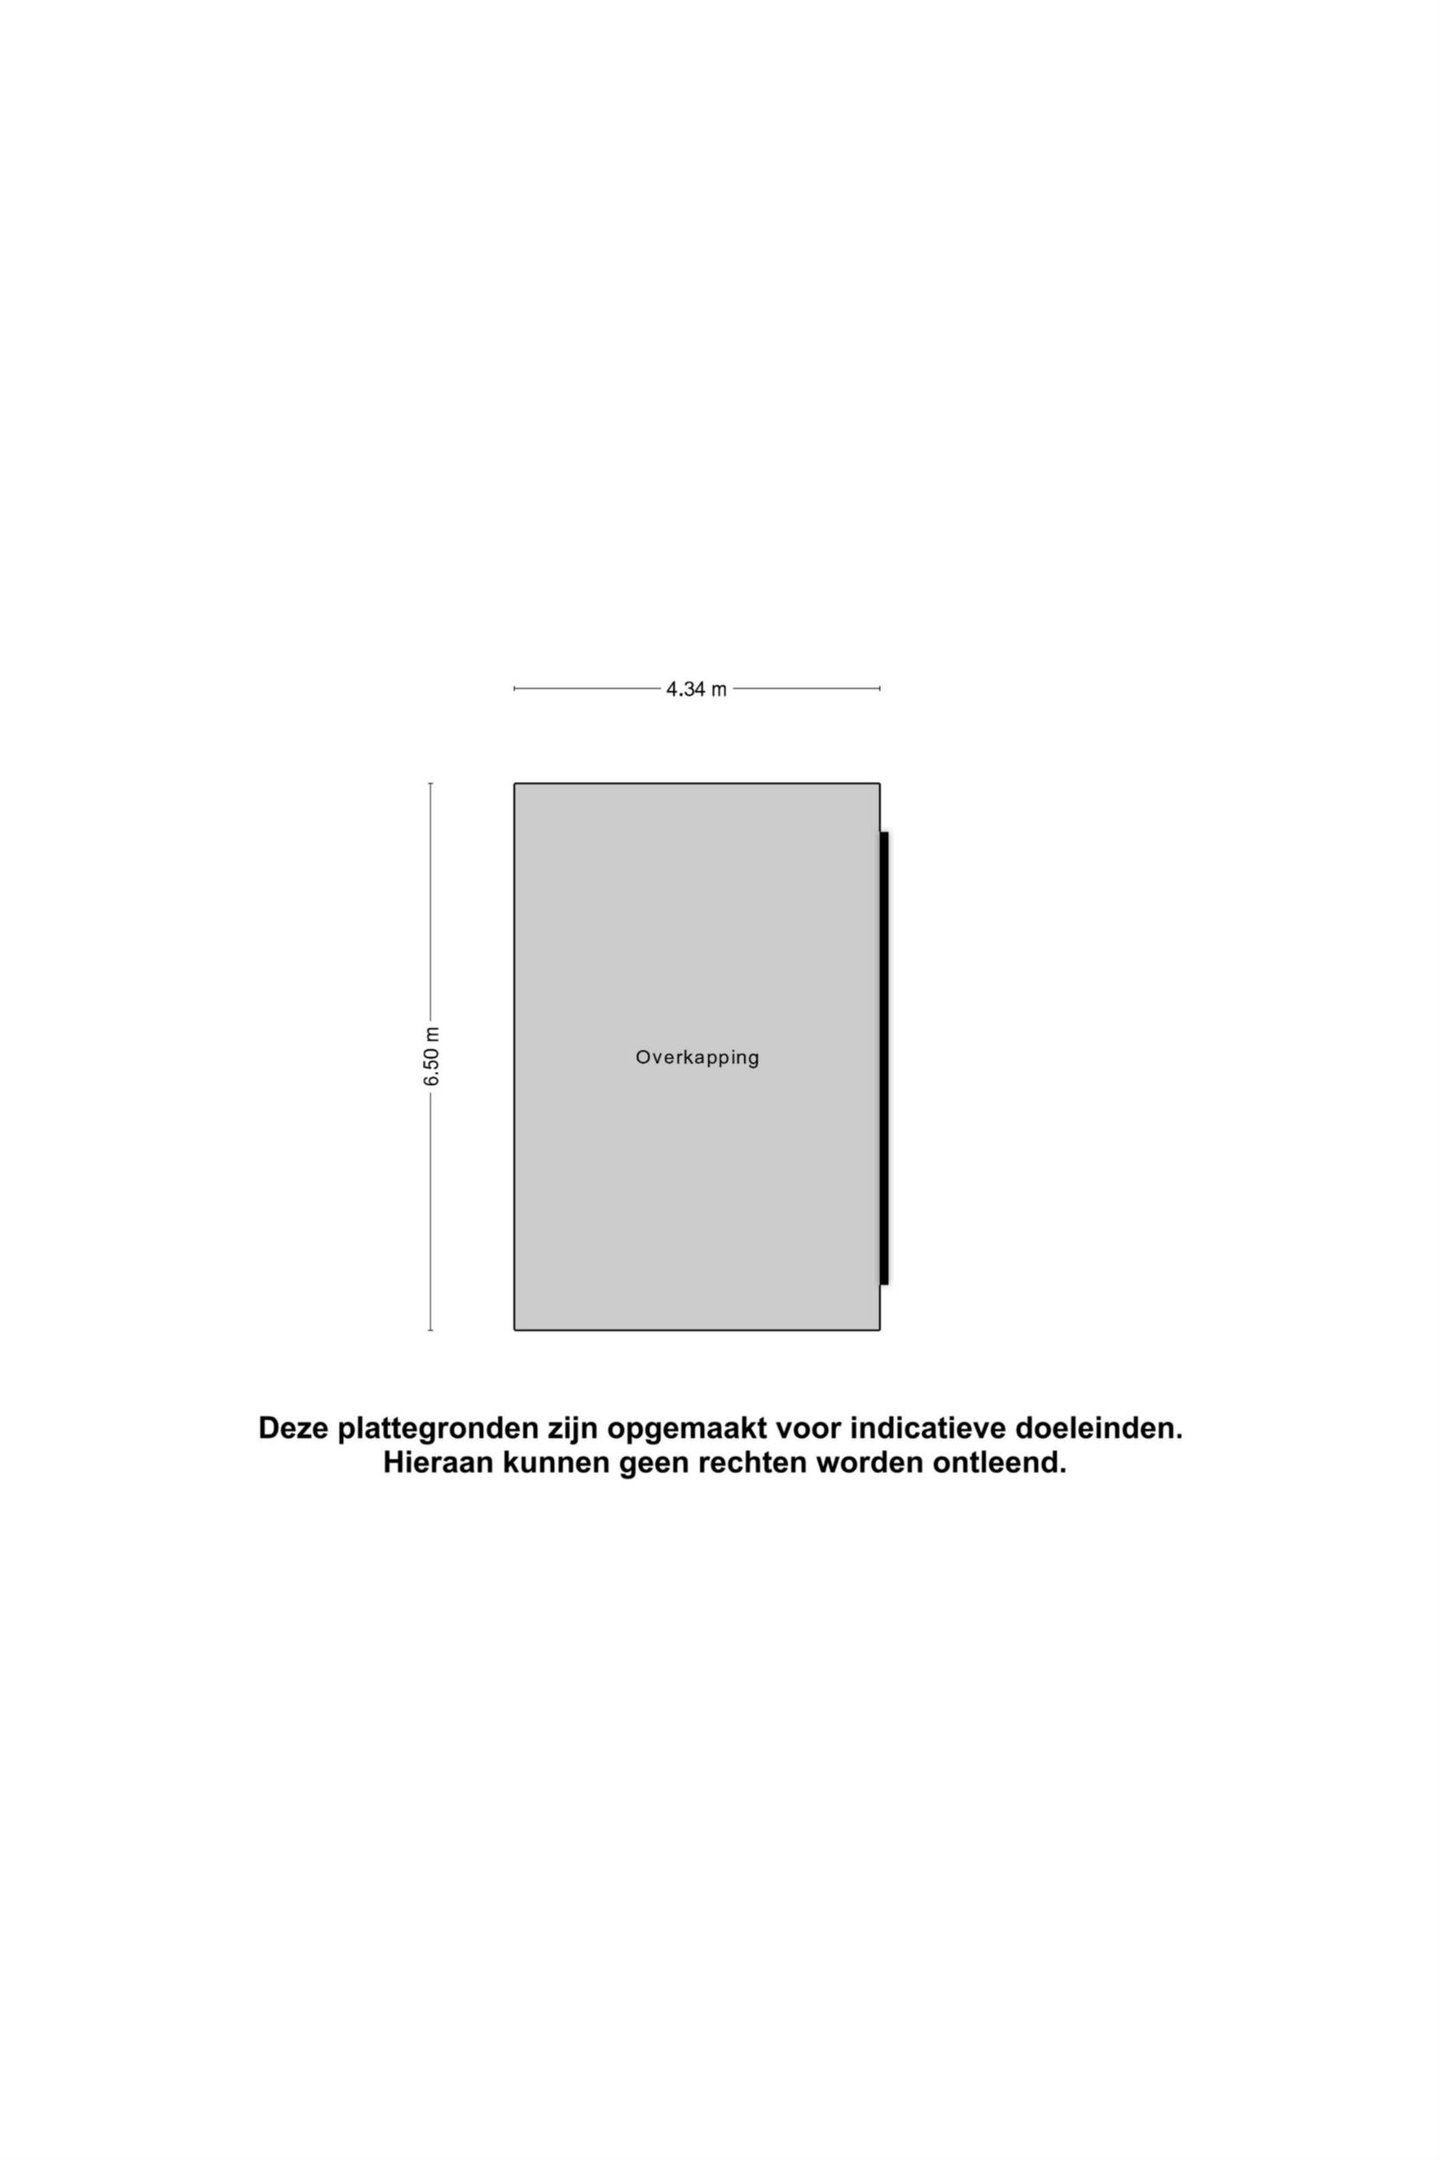 4.34 m
6.50 m
Overkapping
Deze plattegronden zijn opgemaakt voor indicatieve doeleinden.
Hieraan kunnen geen rechten worden ontleend.